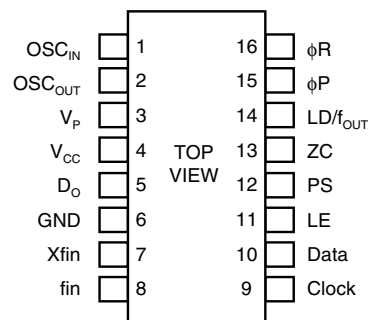 OSC_IN 1 16 ϕR
OSC_OUT 2 15 ϕP
V_P 3 14 LD/f_OUT
V_CC 4 13 ZC
TOP
VIEW
D_O 5 12 PS
GND 6 11 LE
Xfin 7 10 Data
fin 8 9 Clock